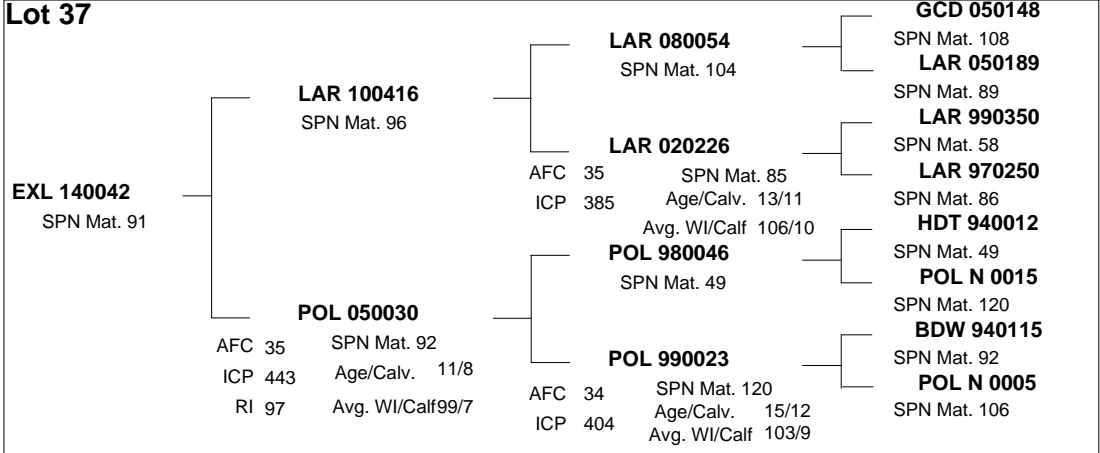 Lot 37
GCD 050148
SPN Mat. 108
LAR 080054
SPN Mat. 104
LAR 050189
SPN Mat. 89
LAR 100416
SPN Mat. 96
LAR 990350
SPN Mat. 58
LAR 020226
AFC 35 SPN Mat. 85
ICP 385 Age/Calv. 13/11
Avg. WI/Calf 106/10
LAR 970250
SPN Mat. 86
EXL 140042
SPN Mat. 91
HDT 940012
SPN Mat. 49
POL 980046
SPN Mat. 49
POL N 0015
SPN Mat. 120
POL 050030
AFC 35 SPN Mat. 92
ICP 443 Age/Calv. 11/8
RI 97 Avg. WI/Calf99/7
BDW 940115
SPN Mat. 92
POL 990023
AFC 34 SPN Mat. 120
ICP 404 Age/Calv. 15/12
Avg. WI/Calf 103/9
POL N 0005
SPN Mat. 106